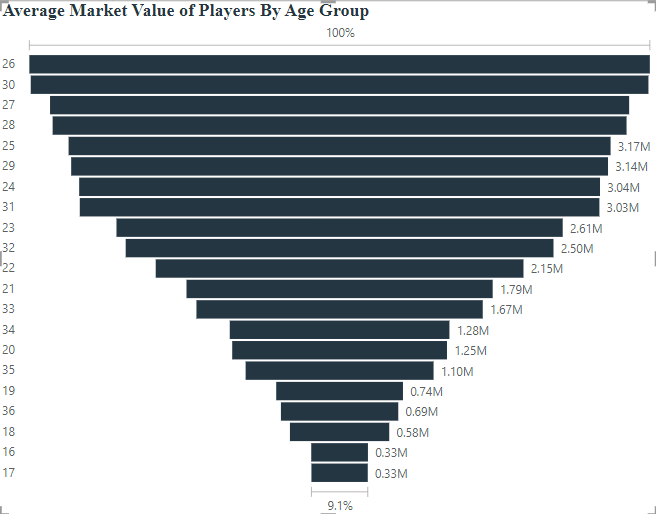 Average Market Value of Players By Age Group
100%
26
30
27
28
25 3.17M
29 3.14M
24 3.04M
31 3.03M
23 2.61M
32 2.50M
22 2.15M
21 1.79M
33 1.67M
34 1.28M
20 1.25M
35 1.10M
19 0.74M
36 0.69M
18 0.58M
16 0.33M
17 0.33M
9.1%